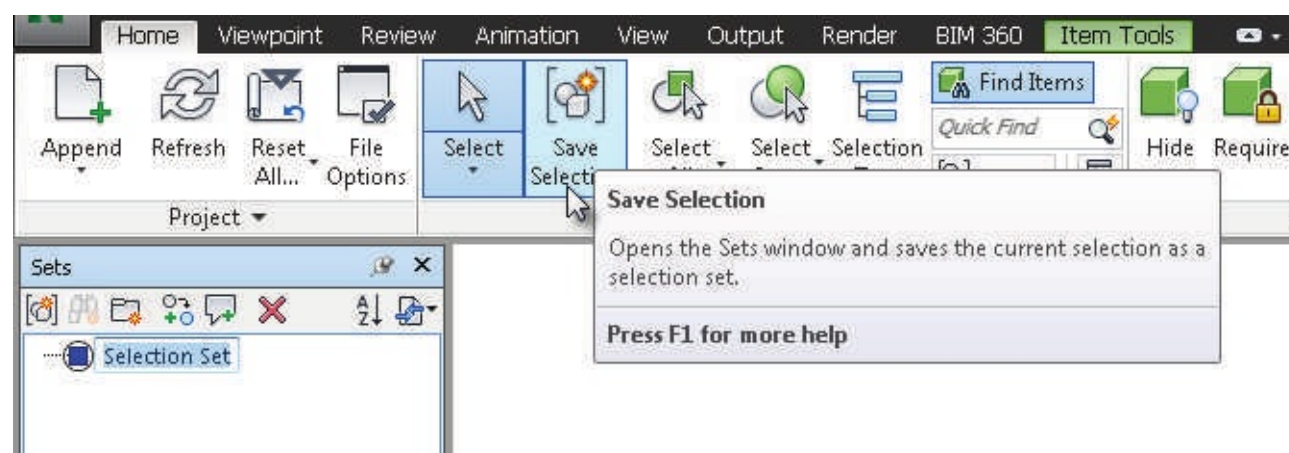 Home Viewpoint Review Animation View Output Render BIM 360 Item Tools
Find Items
Quick Find
Append Refresh Reset File Select Save Select Select Selection Hide Require
All... Options
Project
Save Selection
Opens the Sets window and saves the current selection as a
selection set.
Press F1 for more help
Sets
Selection Set